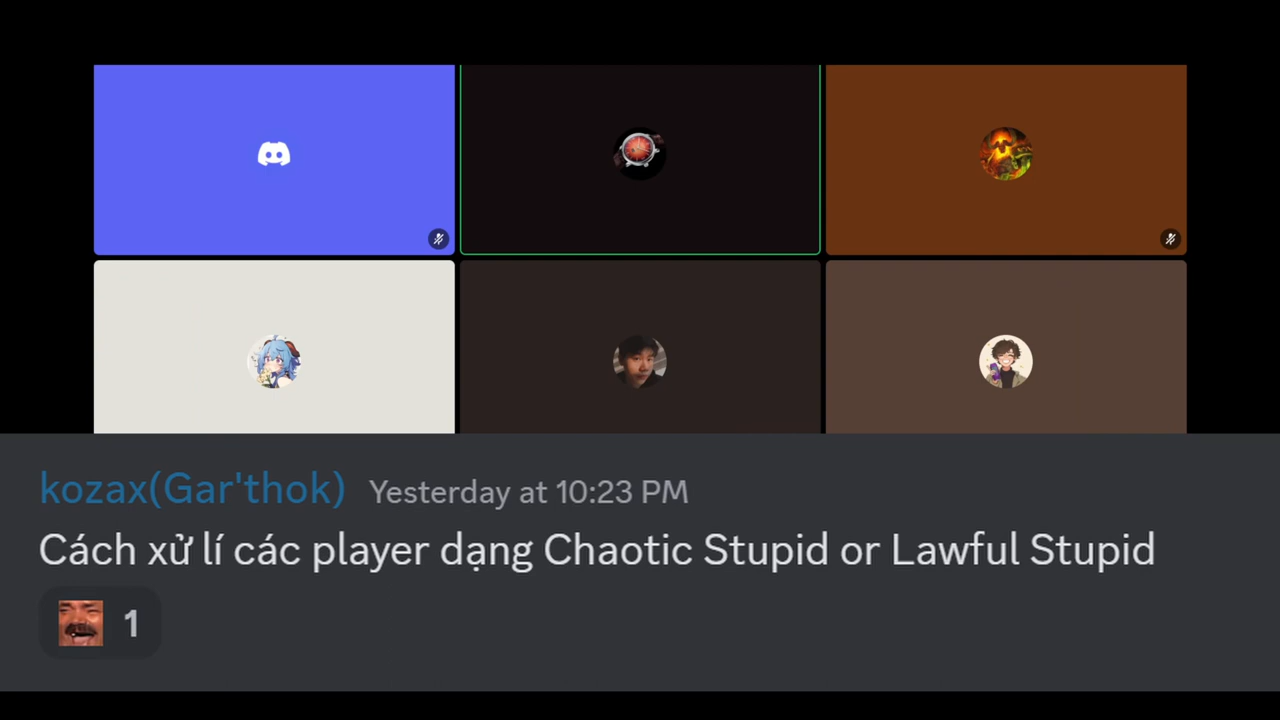 kozax(Gar'thok) Yesterday at 10:23 PM
Cách xử lí các player dạng Chaotic Stupid or Lawful Stupid
1